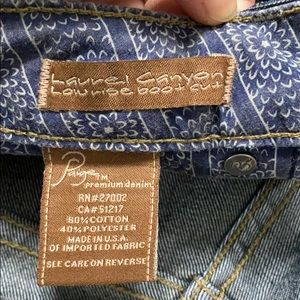 Laurel Canyon
Low rise boot cut
Paige™
premium denim
RN#27002
CA#51217
60%COTTON
40%POLYESTER
MADE IN U.S.A.
OF IMPORTED FABRIC
SEE CARE ON REVERSE